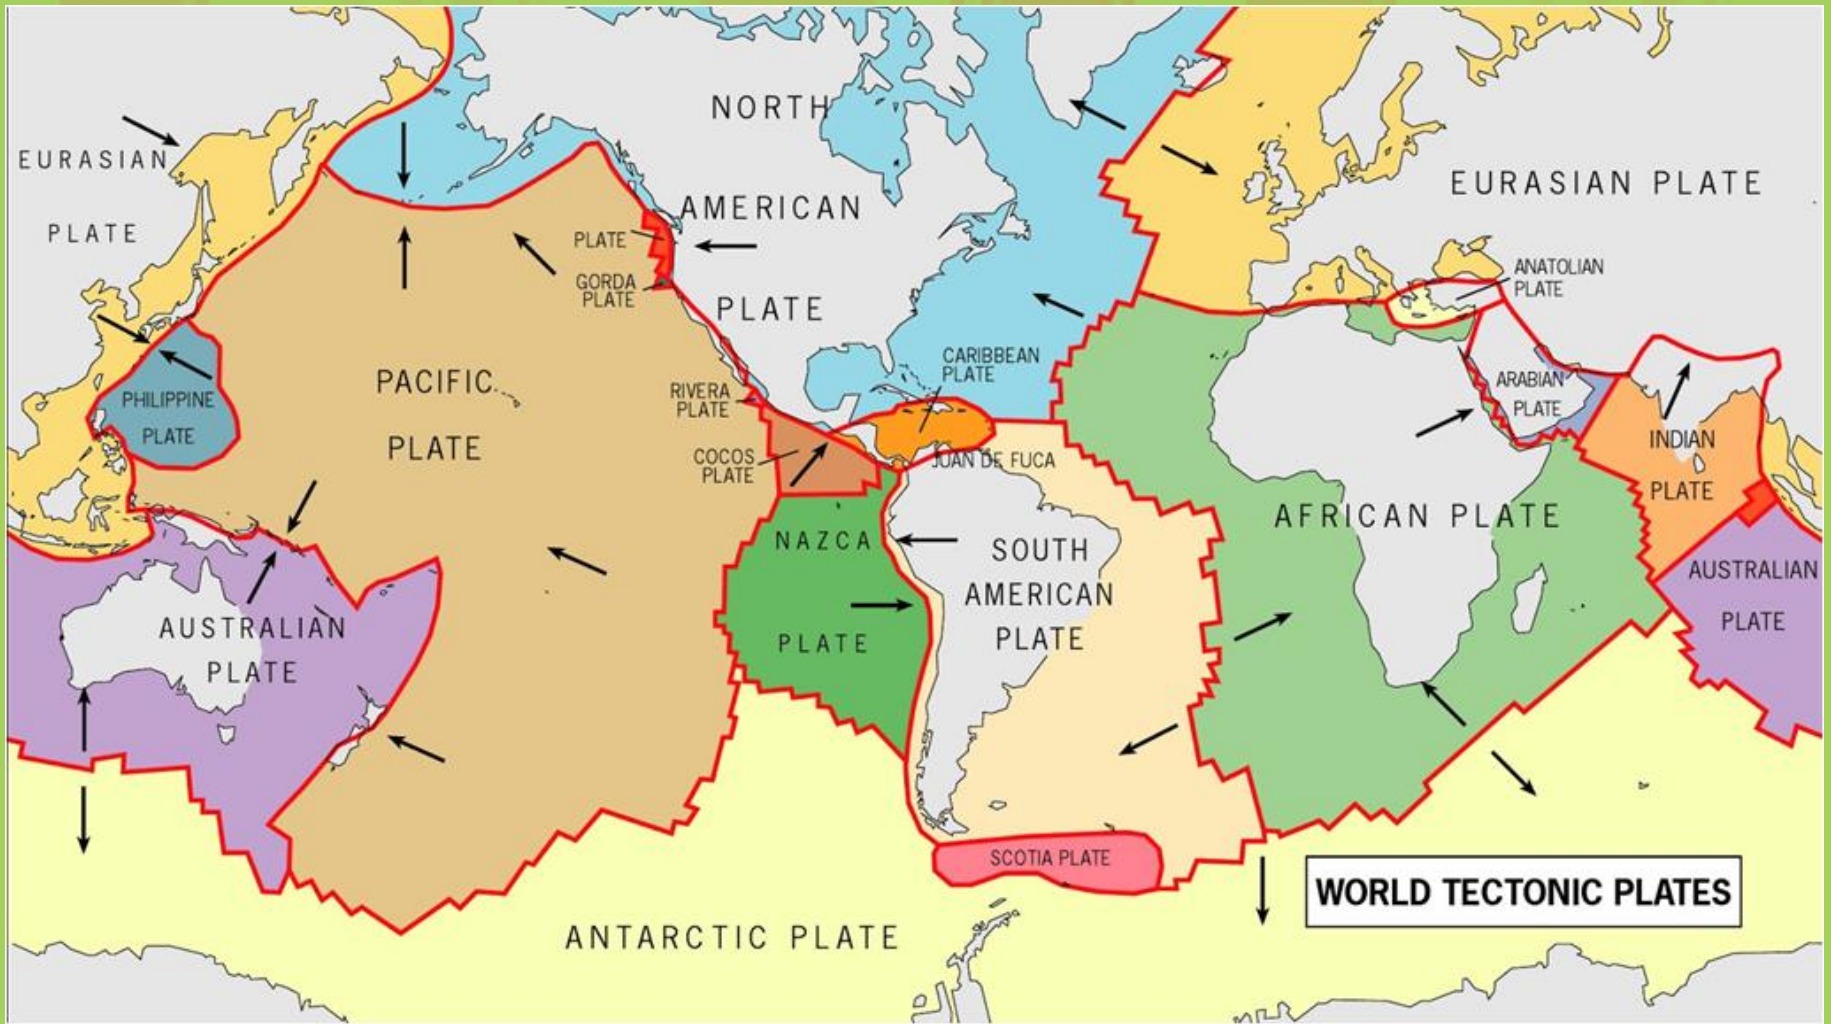 NORTH
AMERICAN
PLATE
EURASIAN
PLATE
EURASIAN PLATE
PLATE
GORDA
PLATE
ANATOLIAN
PLATE
CARIBBEAN
PLATE
PACIFIC
PLATE
RIVERA
PLATE
PHILIPPINE
PLATE
ARABIAN
PLATE
COCOS
PLATE
JUAN DE FUCA
INDIAN
PLATE
AFRICAN PLATE
NAZCA
PLATE
SOUTH
AMERICAN
PLATE
AUSTRALIAN
PLATE
AUSTRALIAN
PLATE
SCOTIA PLATE
WORLD TECTONIC PLATES
ANTARCTIC PLATE